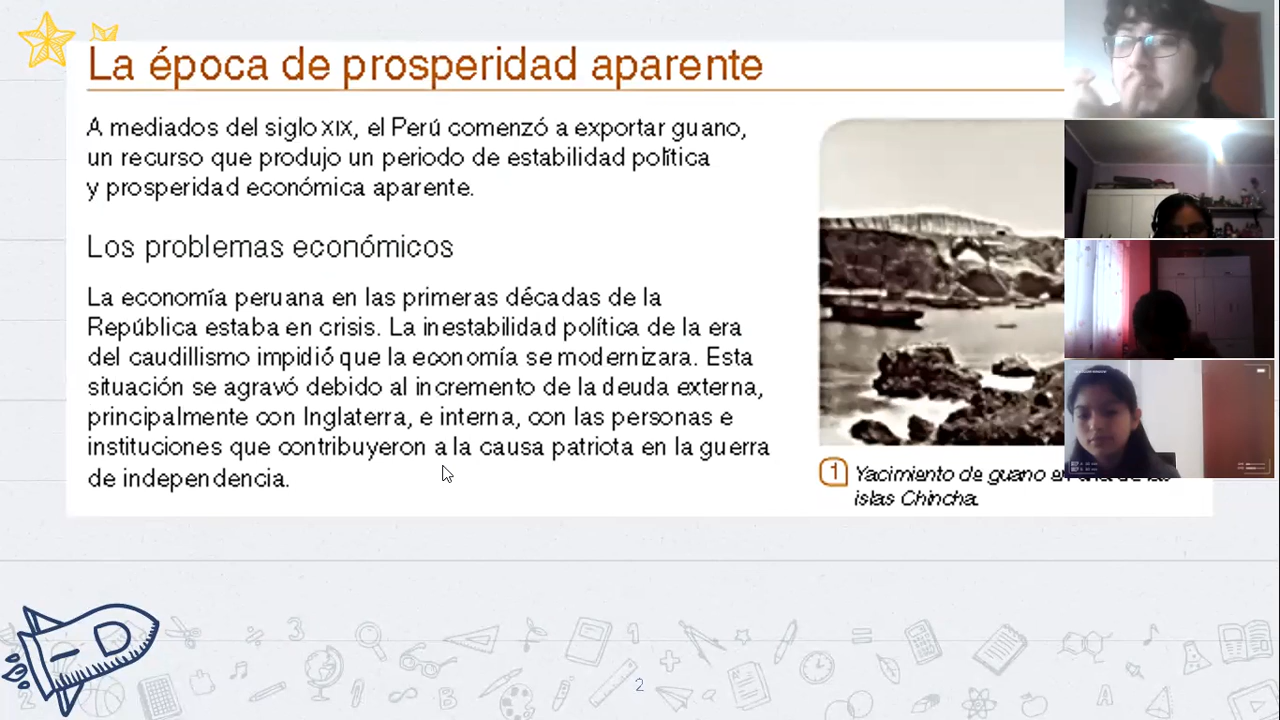 La época de prosperidad aparente
A mediados del siglo XIX, el Perú comenzó a exportar guano,
un recurso que produjo un periodo de estabilidad política
y prosperidad económica aparente.
Los problemas económicos
La economía peruana en las primeras décadas de la
República estaba en crisis. La inestabilidad política de la era
del caudillismo impidió que la economía se modernizara. Esta
situación se agravó debido al incremento de la deuda externa,
principalmente con Inglaterra, e interna, con las personas e
instituciones que contribuyeron a la causa patriota en la guerra
de independencia.
1 Yacimiento de guano en
islas Chincha.
2